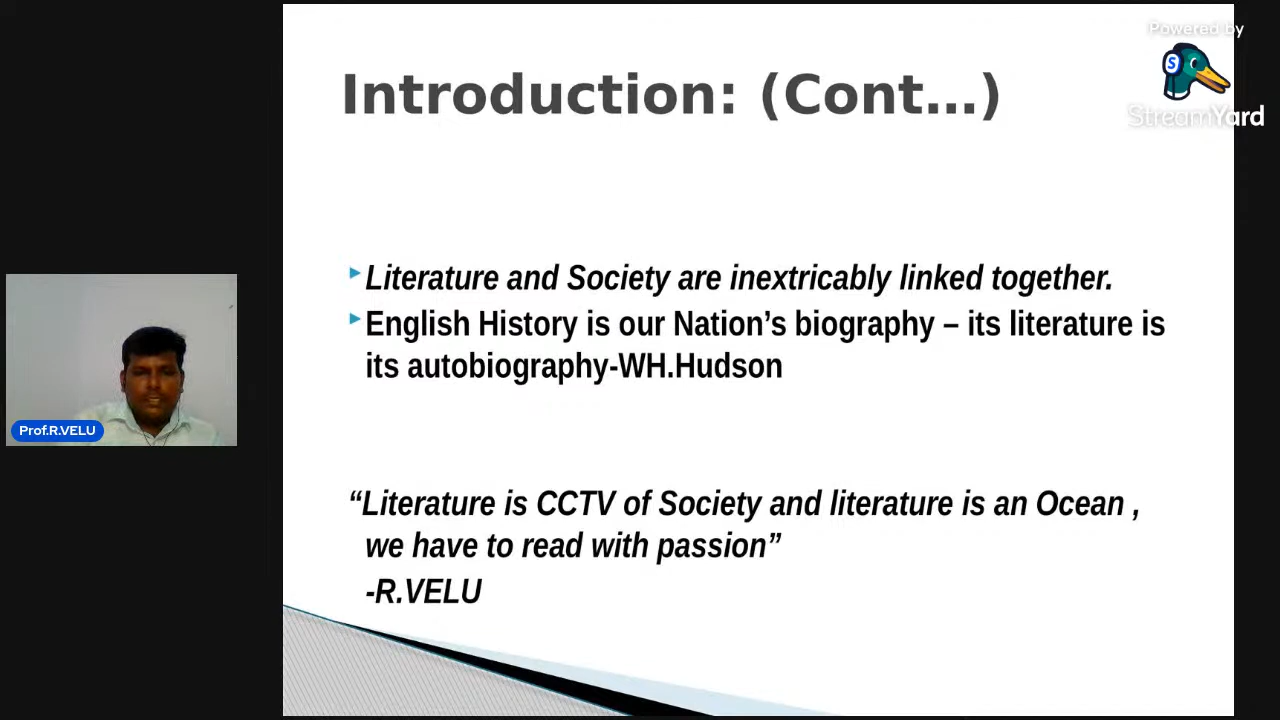 Powered by
StreamYard
Introduction: (Cont...)
Literature and Society are inextricably linked together.
English History is our Nation’s biography – its literature is
its autobiography-WH.Hudson
“Literature is CCTV of Society and literature is an Ocean ,
we have to read with passion”
-R.VELU
Prof.R.VELU